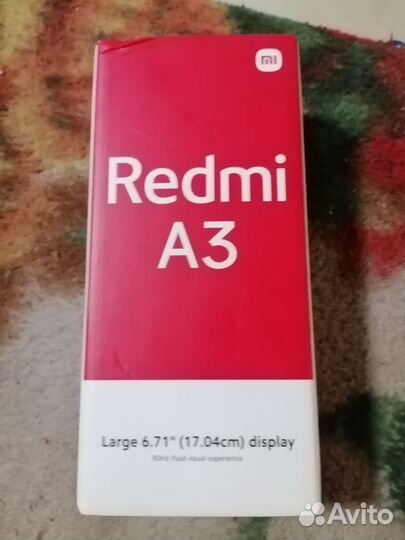 mi
Redmi
A3
Large 6.71" (17.04cm) display
90Hz fluid visual experience
Avito